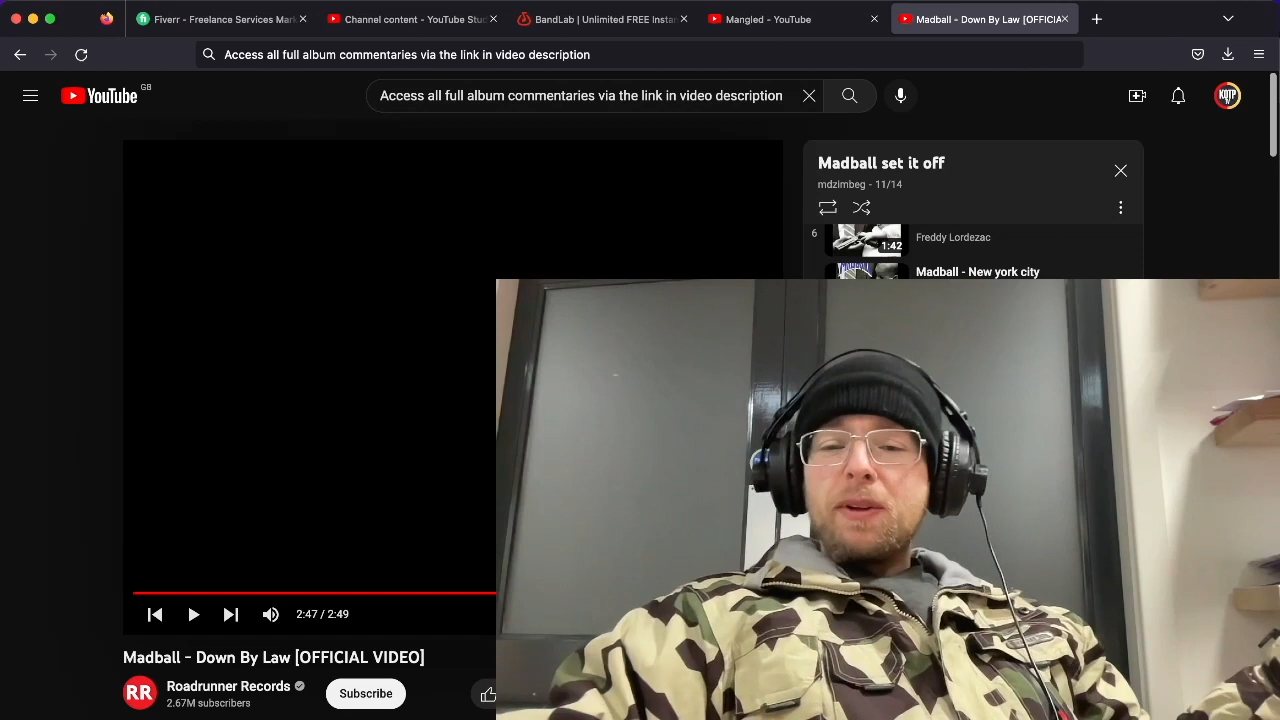 Fiverr - Freelance Services Mark
Channel content - YouTube Stud
BandLab | Unlimited FREE Instan
Manged - YouTube
Madball - Down By Law [OFFICIA
Access all full album commentaries via the link in video description
YouTube GB
Access all full album commentaries via the link in video description
Madball set it off
mdzimbeg - 11/14
6
1:42
Freddy Lordezac
Madball - New york city
2:47 / 2:49
Madball - Down By Law [OFFICIAL VIDEO]
RR
Roadrunner Records
2.67M subscribers
Subscribe